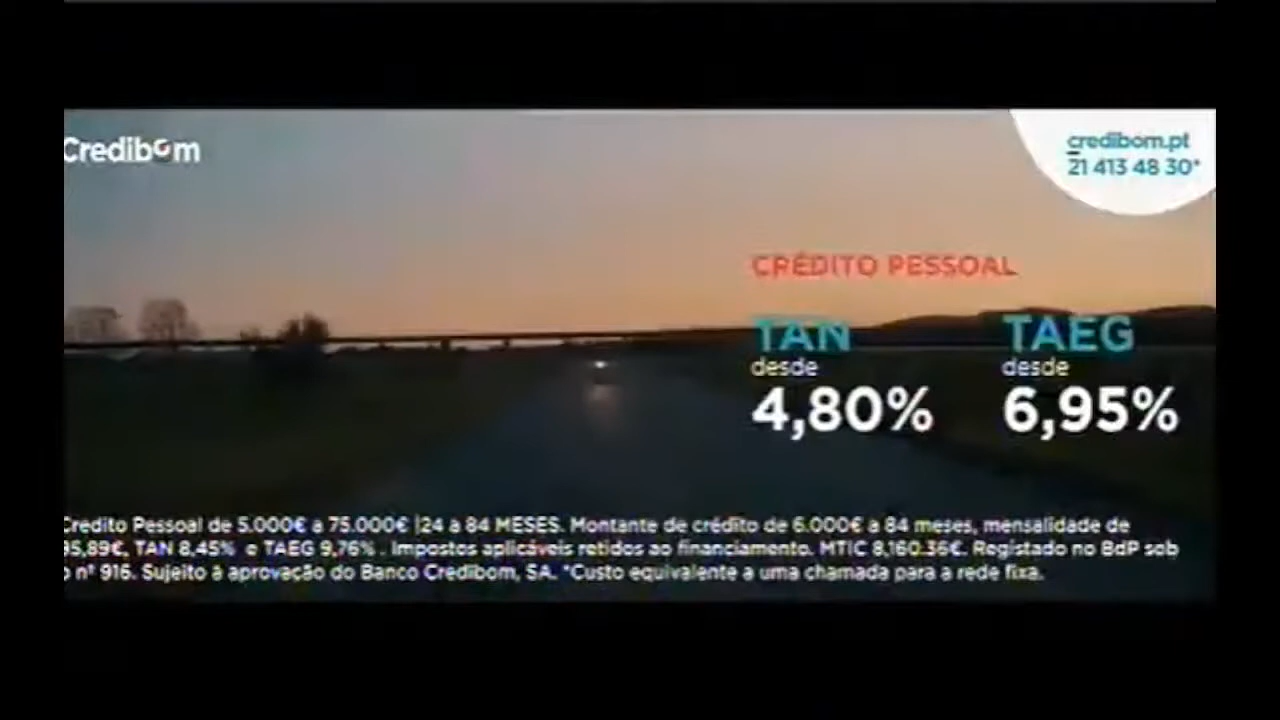 Credibom
credibom.pt
21 413 48 30*
CRÉDITO PESSOAL
TAN
TAEG
desde
desde
4,80%
6,95%
Credito Pessoal de 5.000€ a 75.000€ |24 a 84 MESES. Montante de crédito de 6.000€ a 84 meses, mensalidade de
95,89€, TAN 8,45% e TAEG 9,76% . Impostos aplicáveis retidos ao financiamento. MTIC 8,160.36€. Registado no BdP sob
o nº 916. Sujeito à aprovação do Banco Credibom, SA. *Custo equivalente a uma chamada para a rede fixa.